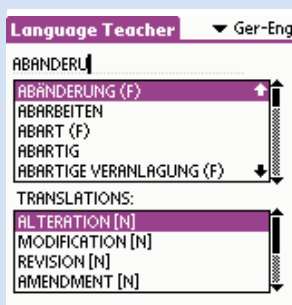 Language Teacher ▼ Ger-Eng
ABANDERU
ABÄNDERUNG (F)
ABARBEITEN
ABART (F)
ABARTIG
ABARTIGE VERANLAGUNG (F)
TRANSLATIONS:
ALTERATION [N]
MODIFICATION [N]
REVISION [N]
AMENDMENT [N]